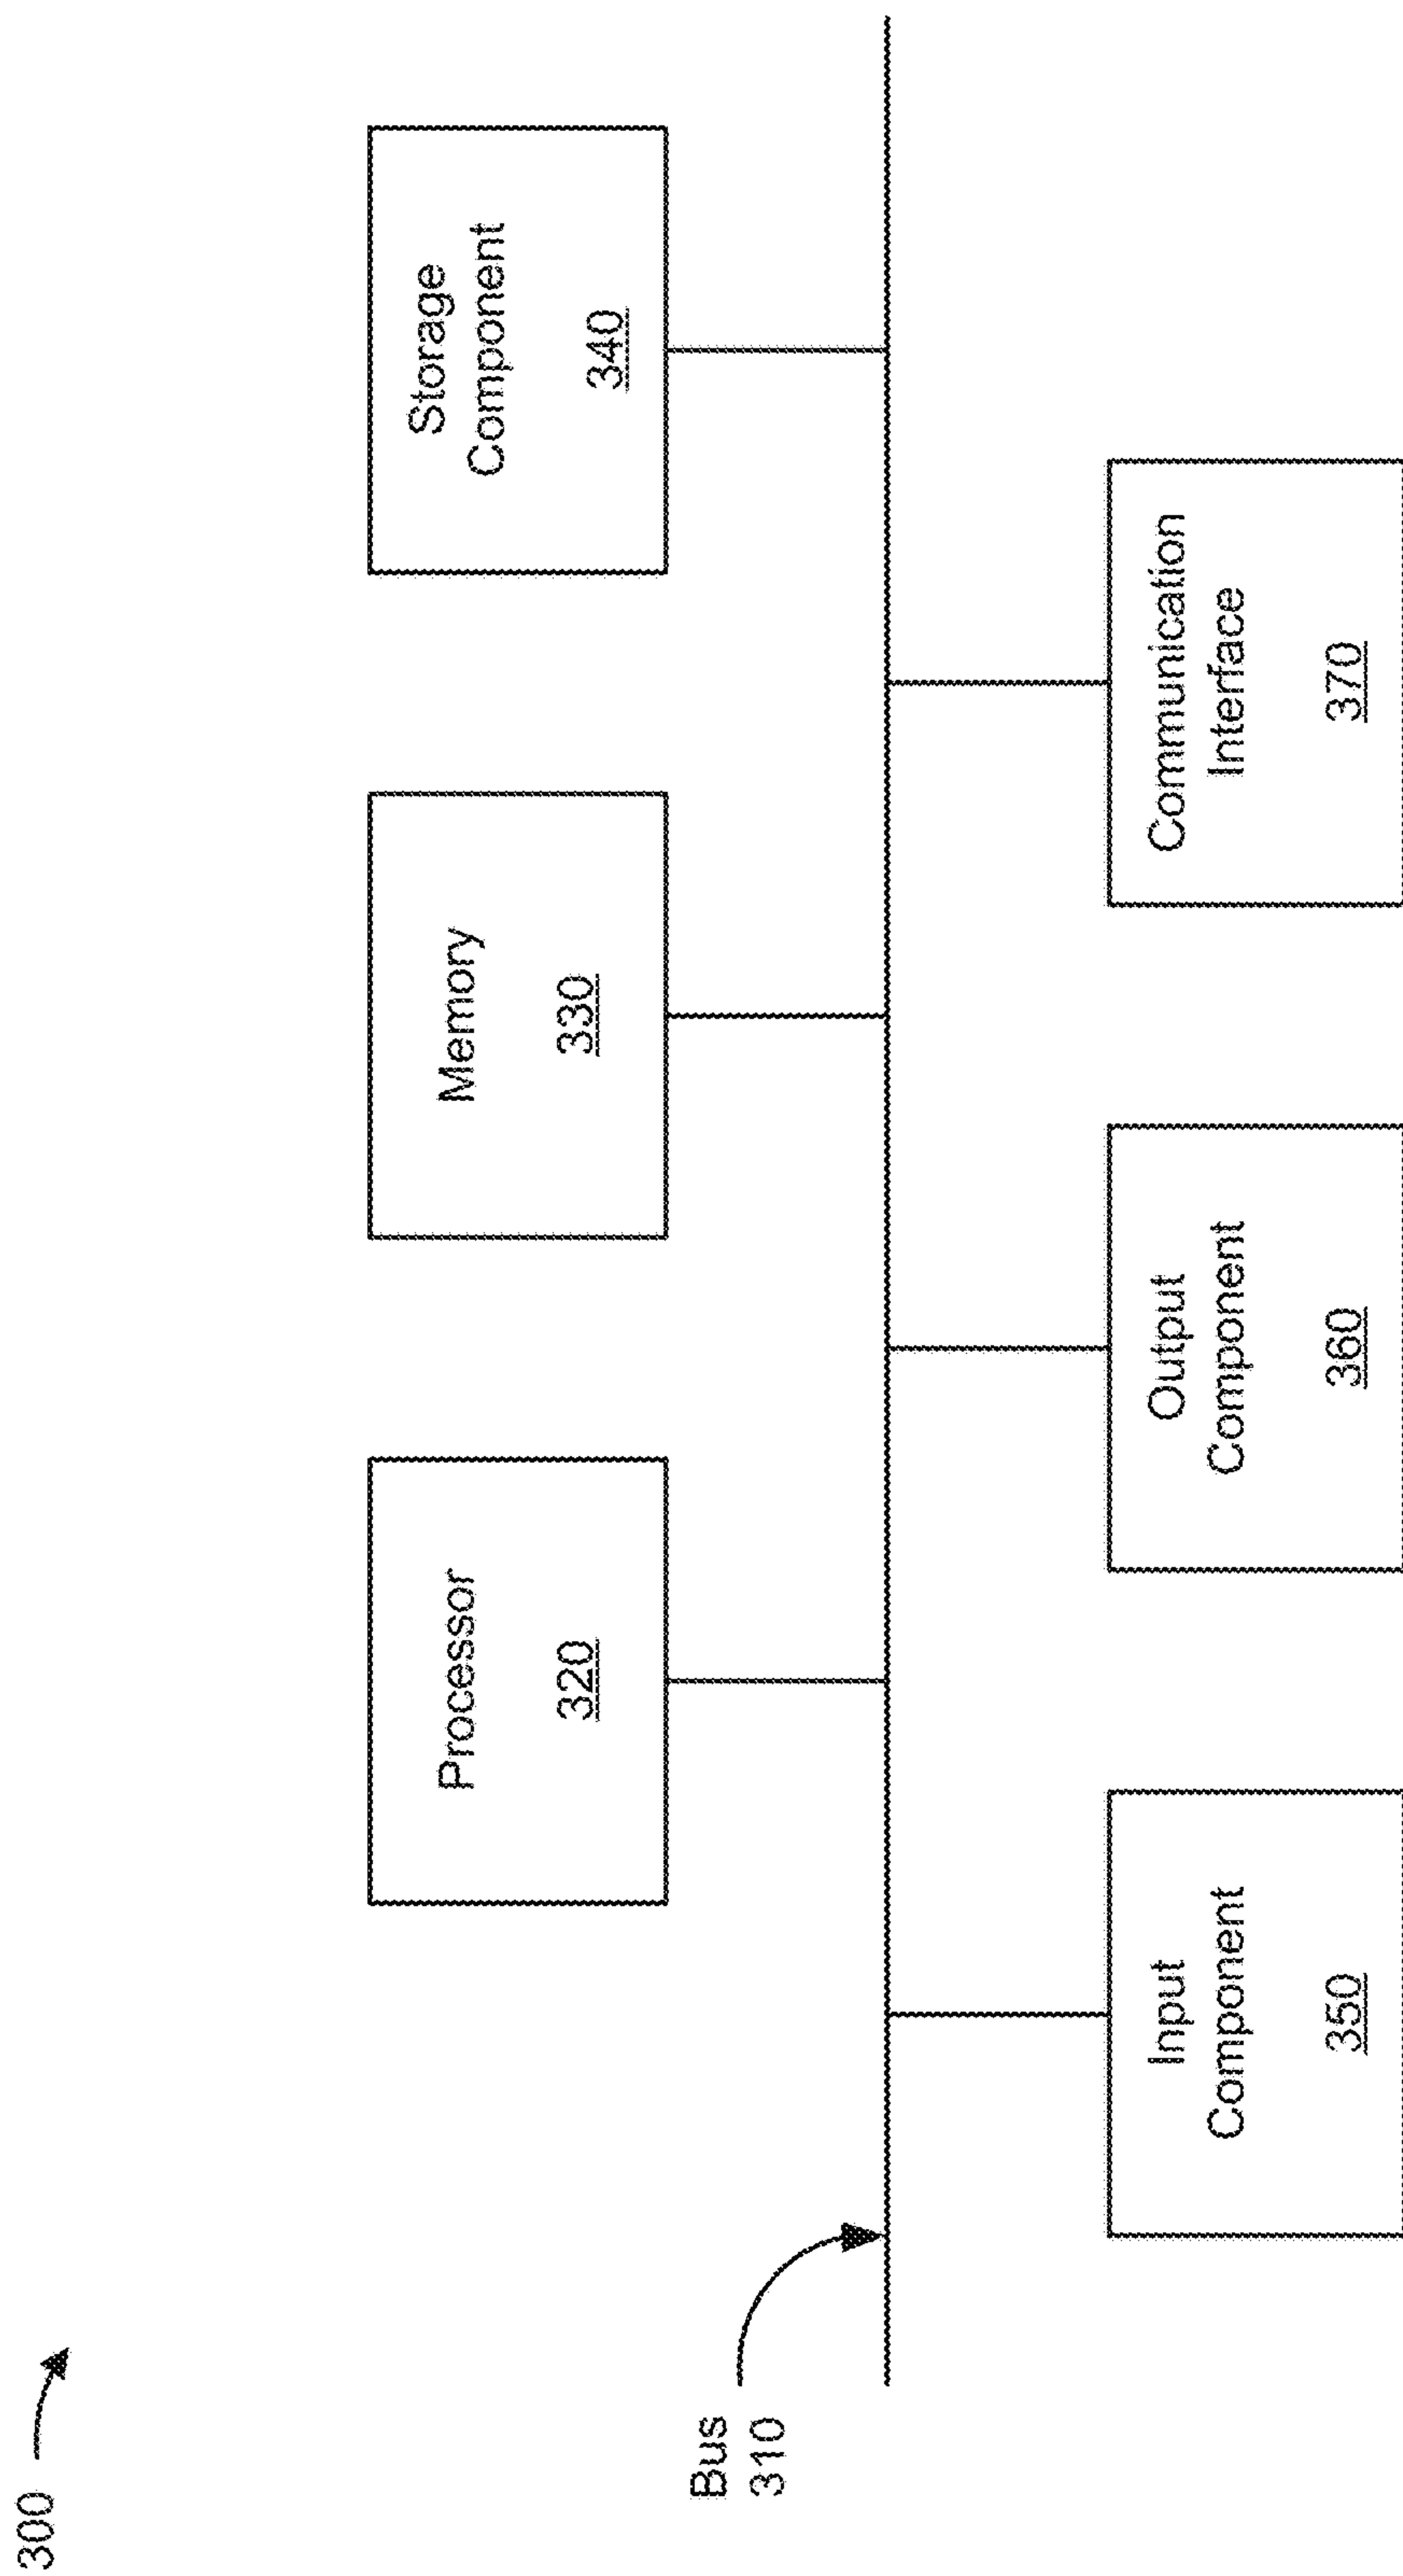 300
Bus
310
Processor
320
Memory
330
Storage
Component
340
Input
Component
350
Output
Component
360
Communication
Interface
370